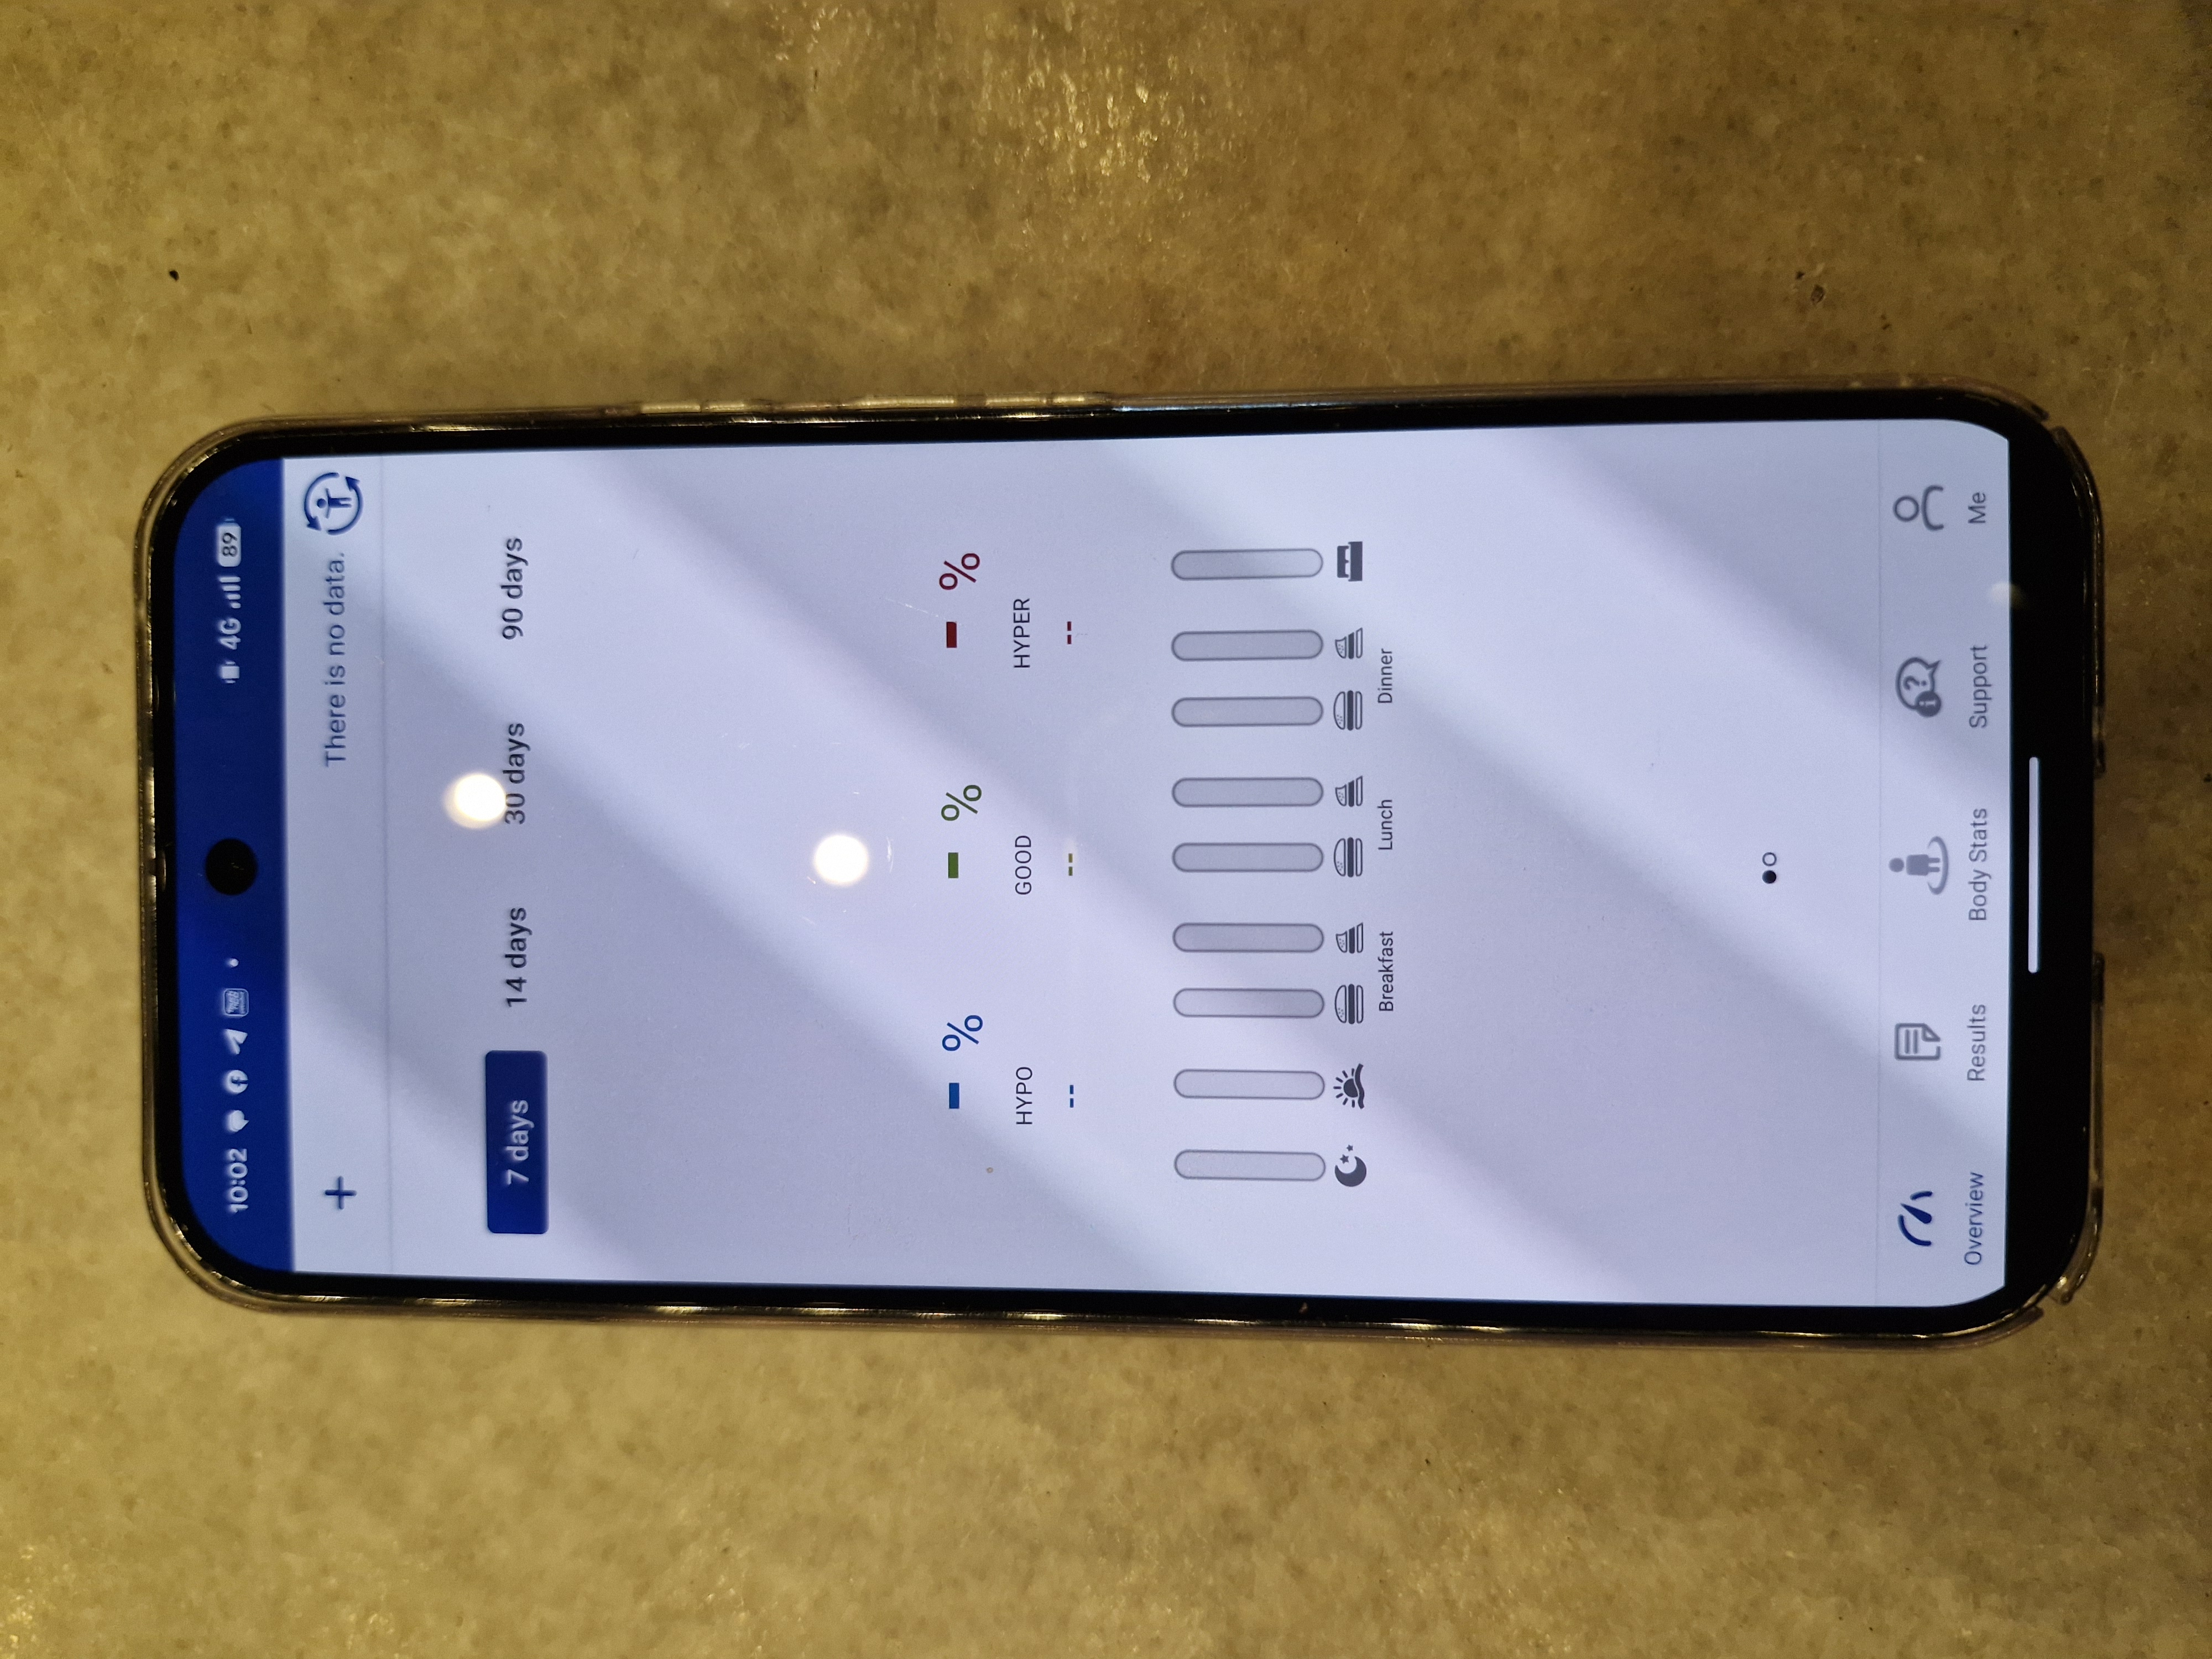 10:02 4G 89
+ There is no data.
7 days 14 days 30 days 90 days
- % - % - %
HYPO GOOD HYPER
-- -- --
Breakfast Lunch Dinner
Overview Results Body Stats Support Me